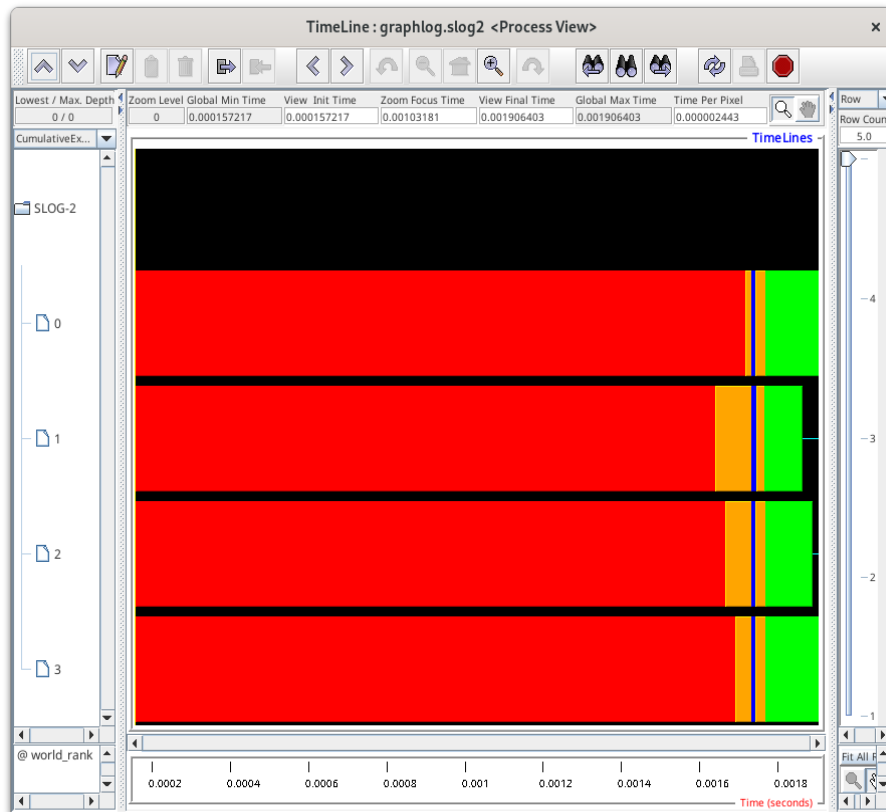 TimeLine : graphlog.slog2 <Process View>
Lowest / Max. Depth
0 / 0
Zoom Level Global Min Time View Init Time Zoom Focus Time View Final Time Global Max Time Time Per Pixel
0 0.000157217 0.000157217 0.00103181 0.001906403 0.001906403 0.000002443
Row
Row Coun
5.0
CumulativeEx...
TimeLines
SLOG-2
0
1
2
3
4
3
2
1
@ world_rank
Fit All R
0.0002 0.0004 0.0006 0.0008 0.001 0.0012 0.0014 0.0016 0.0018
Time (seconds)